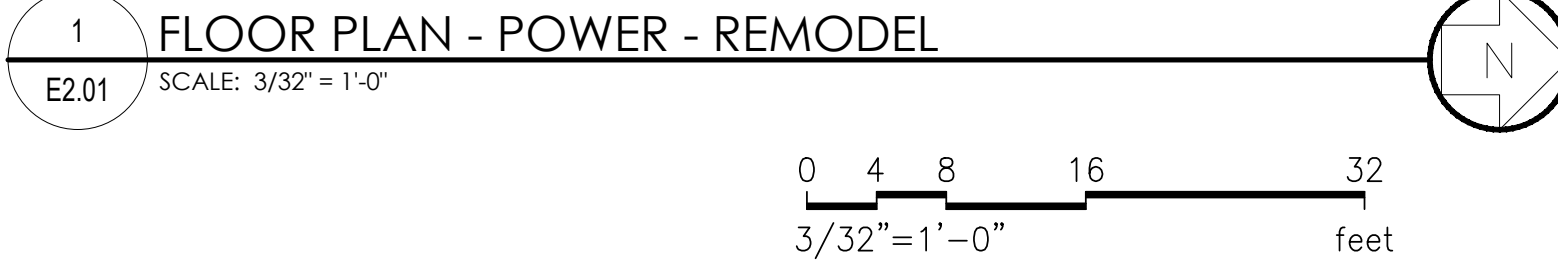 1
FLOOR PLAN - POWER - REMODEL
E2.01
SCALE: 3/32" = 1'-0"
N
0 4 8 16 32
3/32"=1'-0" feet